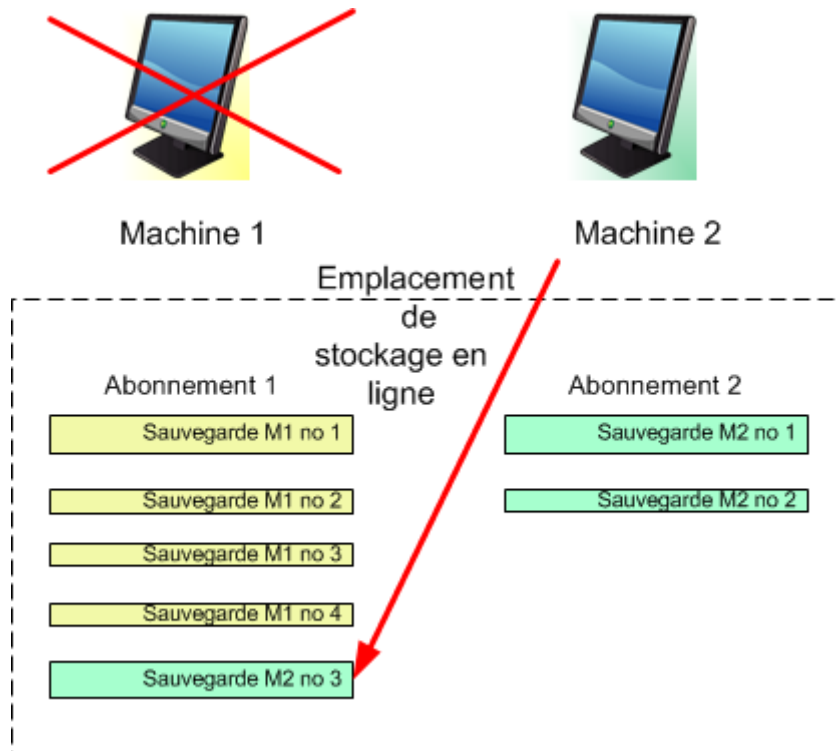 Machine 1
Machine 2
Emplacement
de
stockage en
ligne
Abonnement 1
Sauvegarde M1 no 1
Sauvegarde M1 no 2
Sauvegarde M1 no 3
Sauvegarde M1 no 4
Sauvegarde M2 no 3
Abonnement 2
Sauvegarde M2 no 1
Sauvegarde M2 no 2